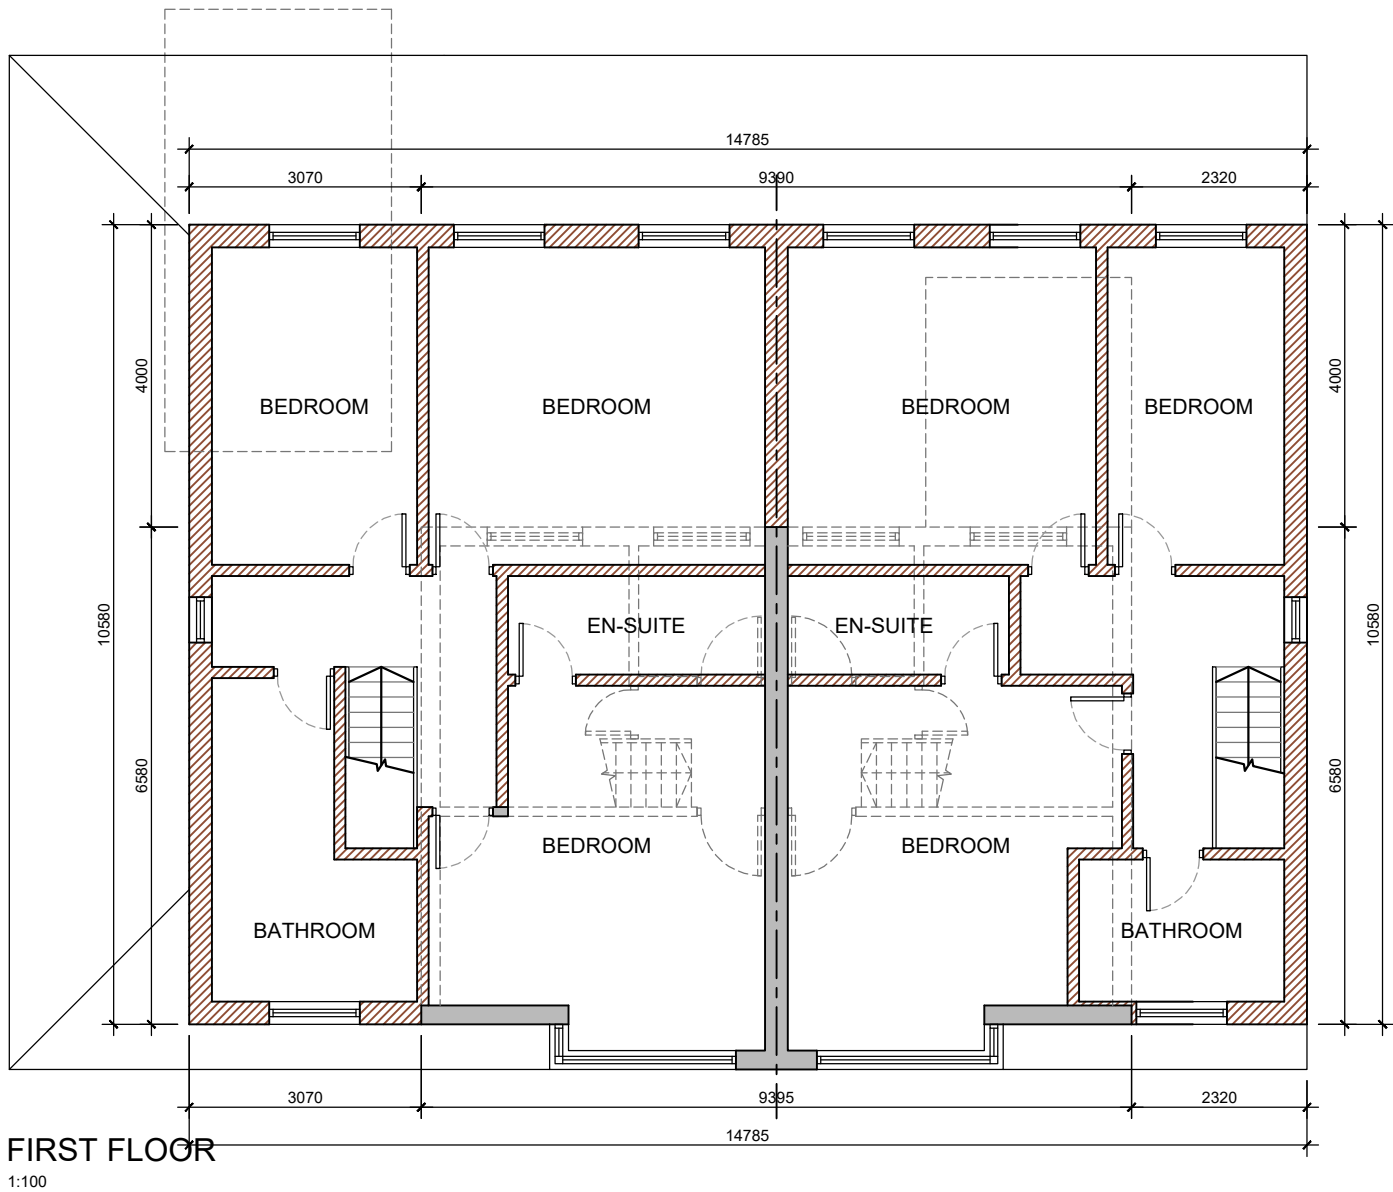 14785
3070
9390
2320
4000
4000
BEDROOM
BEDROOM
BEDROOM
BEDROOM
10580
EN-SUITE
EN-SUITE
10580
6580
6580
BEDROOM
BEDROOM
BATHROOM
BATHROOM
3070
9395
2320
14785
FIRST FLOOR
1:100